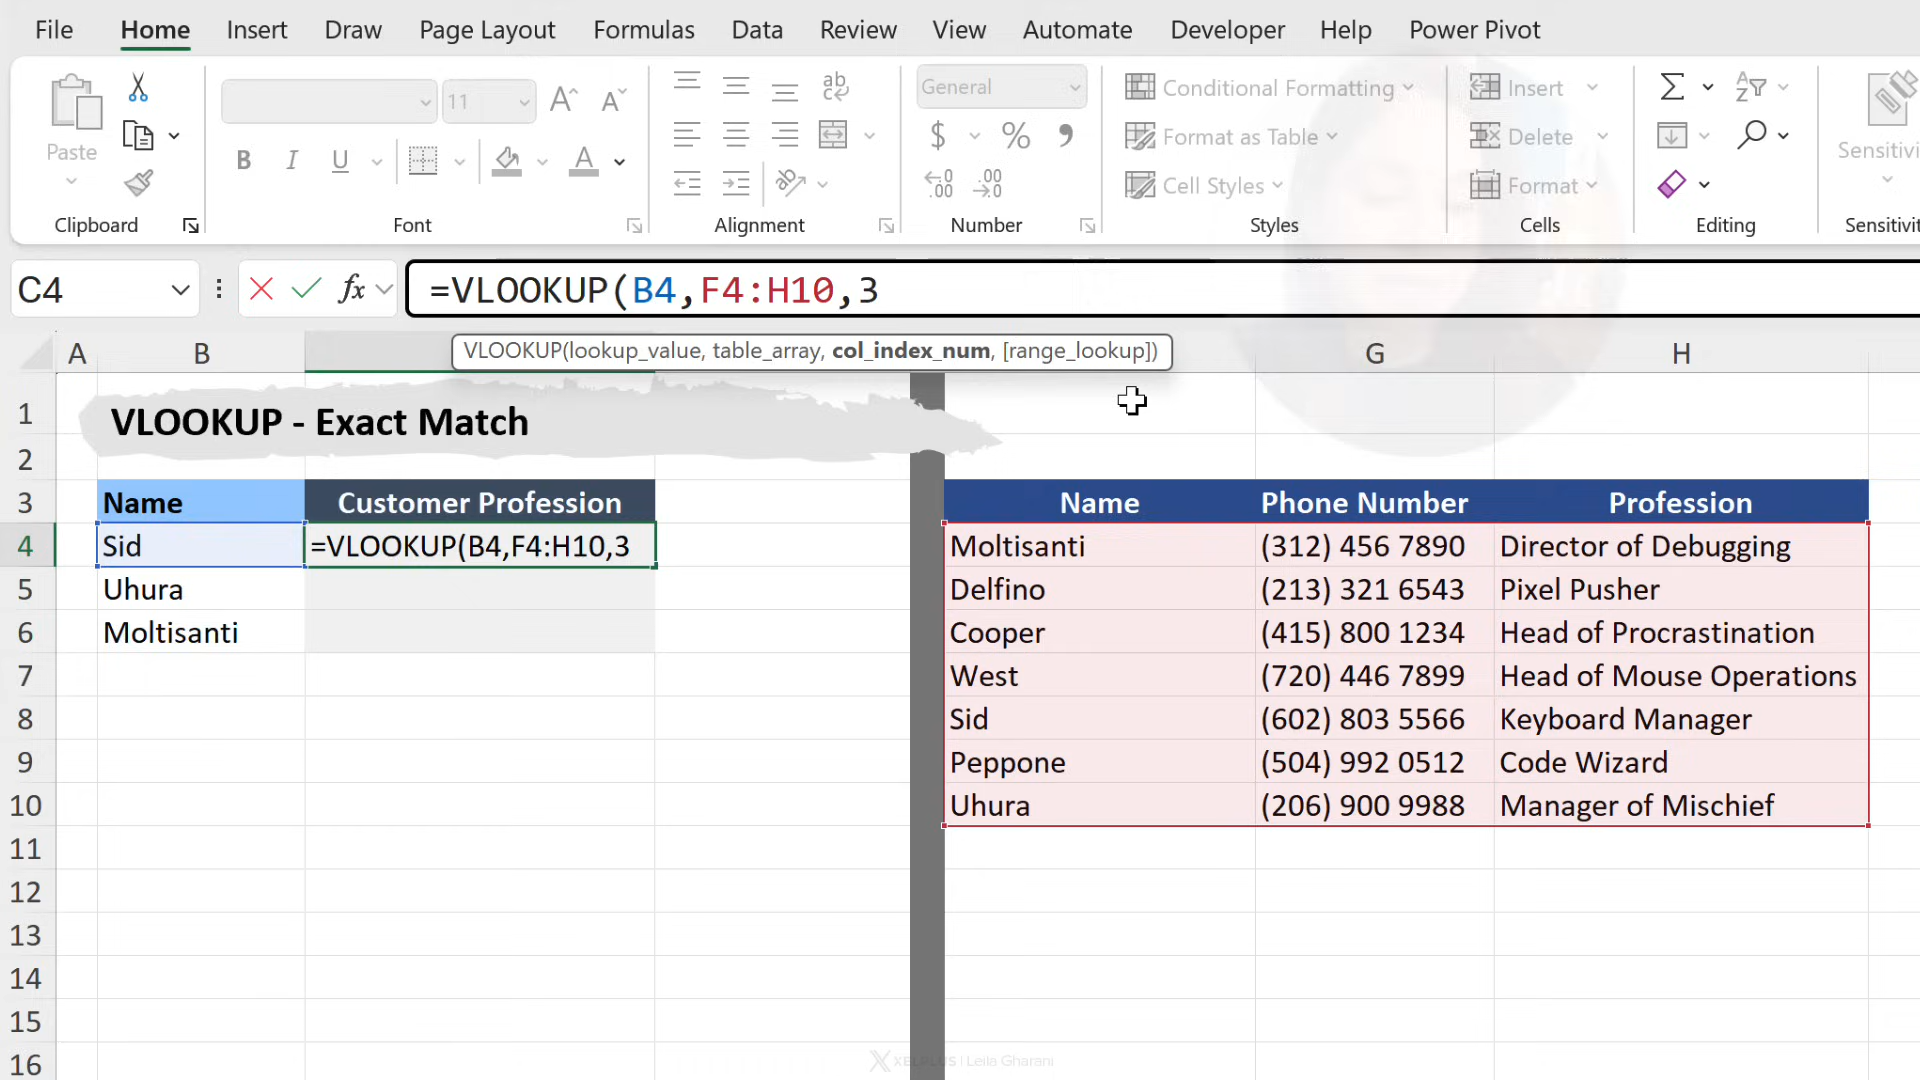 File Home Insert Draw Page Layout Formulas Data Review View Automate Developer Help Power Pivot
Paste
11
General
Conditional Formatting
Format as Table
Cell Styles
Insert
Delete
Format
Sensitivi
B I U
$ %
Clipboard Font Alignment Number Styles Cells Editing Sensitivit
C4 fx =VLOOKUP(B4,F4:H10,3
VLOOKUP(lookup_value, table_array, col_index_num, [range_lookup])
A B G H
1 VLOOKUP - Exact Match
2
3 Name Customer Profession Name Phone Number Profession
4 Sid =VLOOKUP(B4,F4:H10,3 Moltisanti (312) 456 7890 Director of Debugging
5 Uhura Delfino (213) 321 6543 Pixel Pusher
6 Moltisanti Cooper (415) 800 1234 Head of Procrastination
7 West (720) 446 7899 Head of Mouse Operations
8 Sid (602) 803 5566 Keyboard Manager
9 Peppone (504) 992 0512 Code Wizard
10 Uhura (206) 900 9988 Manager of Mischief
11
12
13
14
15
16
XELPLUS | Leila Gharani